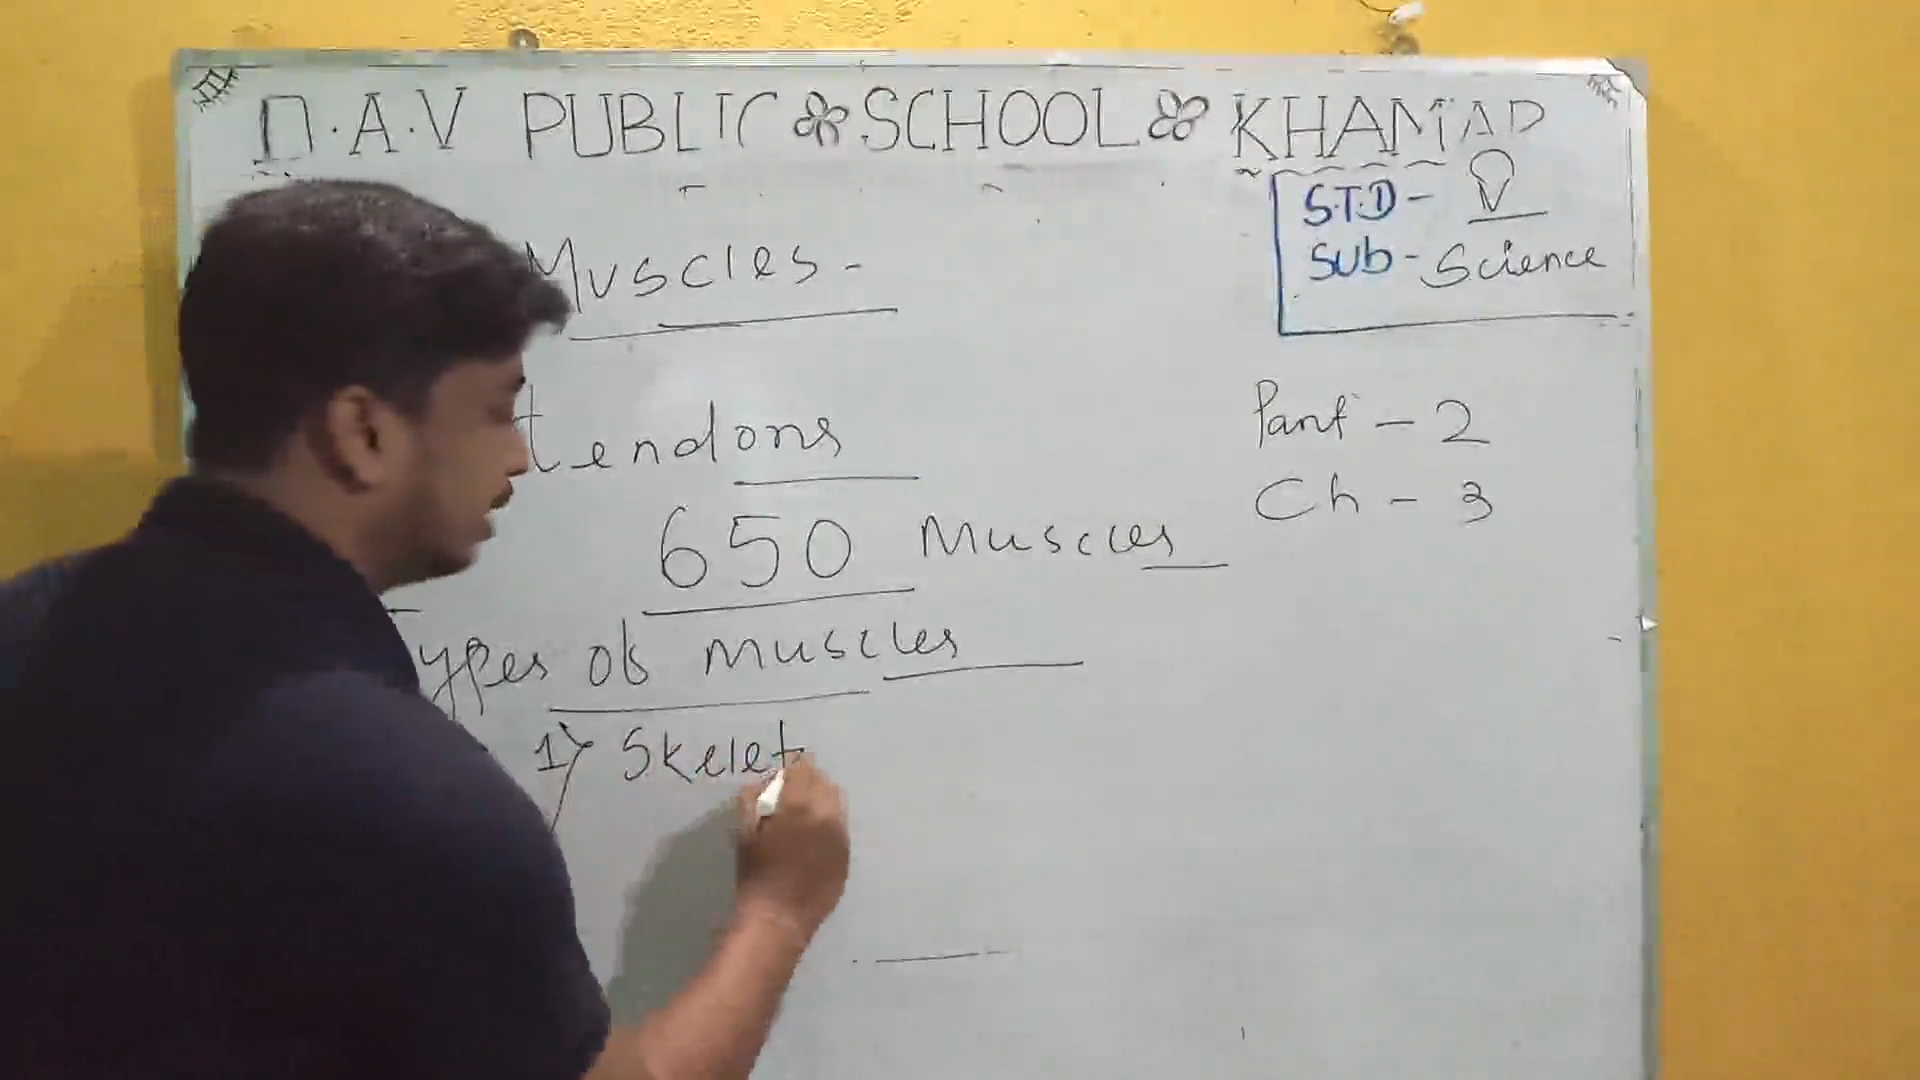 D.A.V PUBLIC SCHOOL KHAMAR
S.T.D - V
Sub - Science
Muscles -
Part - 2
tendons
Ch - 3
650 Muscles
ypes of muscles
1) Skelet